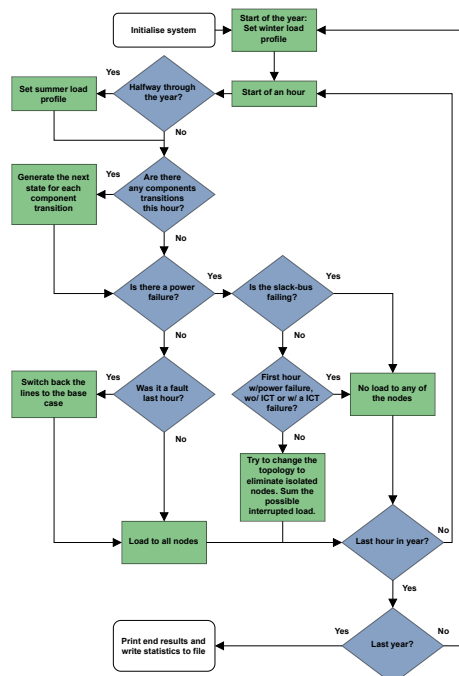 Initialise system
Start of the year:
Set winter load
profile
Yes
Halfway through
the year?
Set summer load
profile
Start of an hour
No
Yes
Are there
any components
transitions
this hour?
Generate the next
state for each
component
transition
No
Is there a power
failure?
Yes
Is the slack-bus
failing?
Yes
No
No
Yes
Was it a fault
last hour?
Switch back the
lines to the base
case
First hour
w/power failure,
wo/ ICT or w/ a ICT
failure?
Yes
No load to any of
the nodes
No
No
Try to change the
topology to
eliminate isolated
nodes. Sum the
possible
interrupted load.
Load to all nodes
Last hour in year?
No
Yes
Print end results and
write statistics to file
Yes
Last year?
No